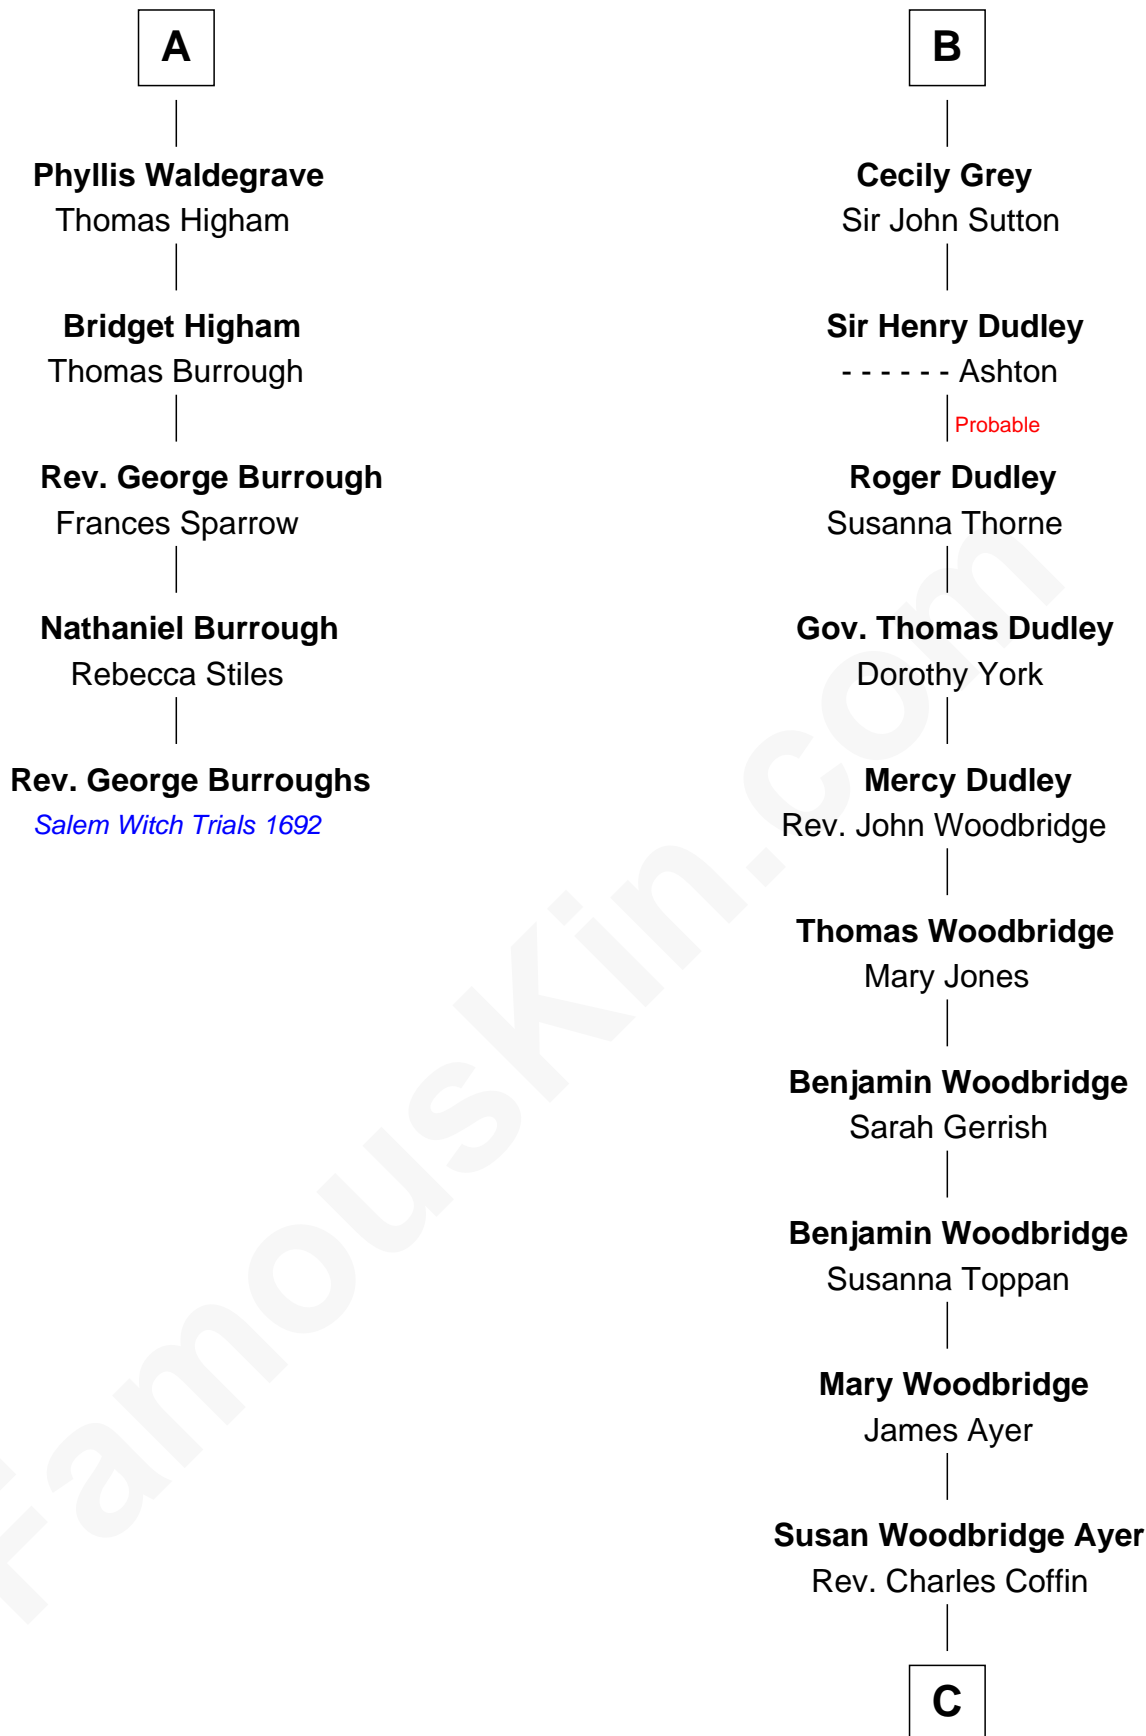 A
Phyllis Waldegrave
Thomas Higham
Bridget Higham
Thomas Burrough
Rev. George Burrough
Frances Sparrow
Nathaniel Burrough
Rebecca Stiles
Rev. George Burroughs
Salem Witch Trials 1692
B
Cecily Grey
Sir John Sutton
Sir Henry Dudley
- - - - - - Ashton
Probable
Roger Dudley
Susanna Thorne
Gov. Thomas Dudley
Dorothy York
Mercy Dudley
Rev. John Woodbridge
Thomas Woodbridge
Mary Jones
Benjamin Woodbridge
Sarah Gerrish
Benjamin Woodbridge
Susanna Toppan
Mary Woodbridge
James Ayer
Susan Woodbridge Ayer
Rev. Charles Coffin
C
FamousKin.com